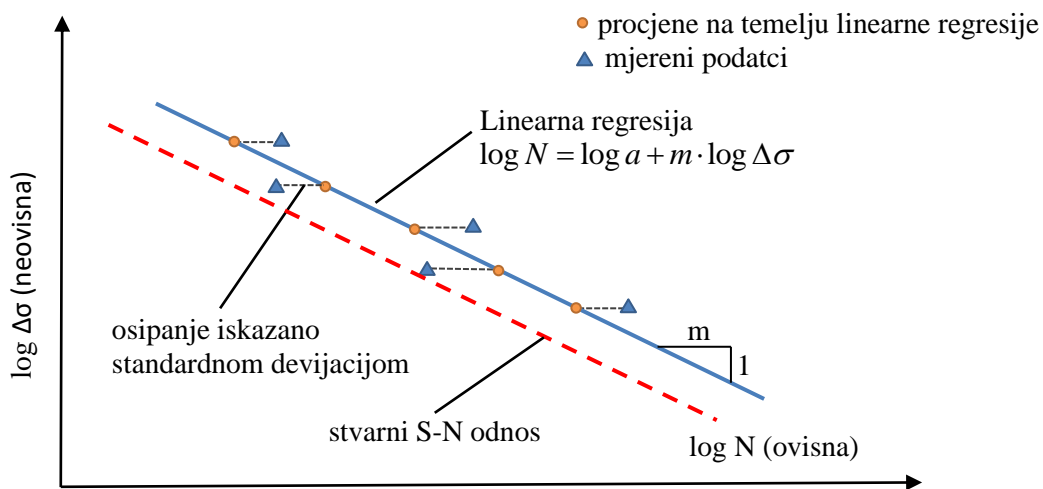 procjene na temelju linearne regresije
mjereni podatci
Linearna regresija
log N = log a + m · log Δσ
log Δσ (neovisna)
osipanje iskazano
standardnom devijacijom
m
1
stvarni S-N odnos
log N (ovisna)